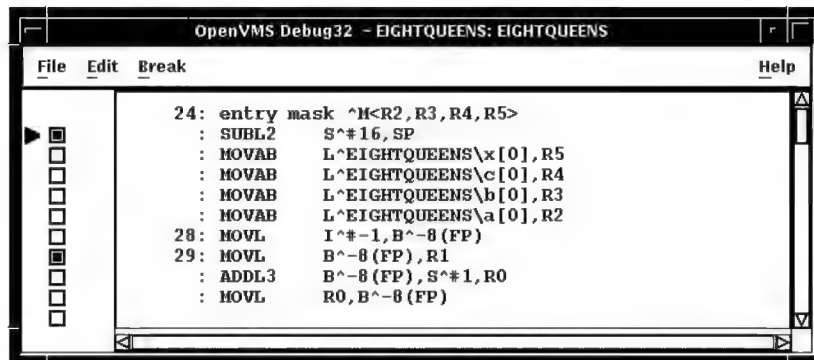 OpenVMS Debug32 - EIGHTQUEENS: EIGHTQUEENS
File Edit Break Help
24: entry mask ^M<R2,R3,R4,R5>
: SUBL2 S^#16,SP
: MOVAB L^EIGHTQUEENS\x[0],R5
: MOVAB L^EIGHTQUEENS\c[0],R4
: MOVAB L^EIGHTQUEENS\b[0],R3
: MOVAB L^EIGHTQUEENS\a[0],R2
28: MOVL I^#-1,B^-8(FP)
29: MOVL B^-8(FP),R1
: ADDL3 B^-8(FP),S^#1,R0
: MOVL R0,B^-8(FP)